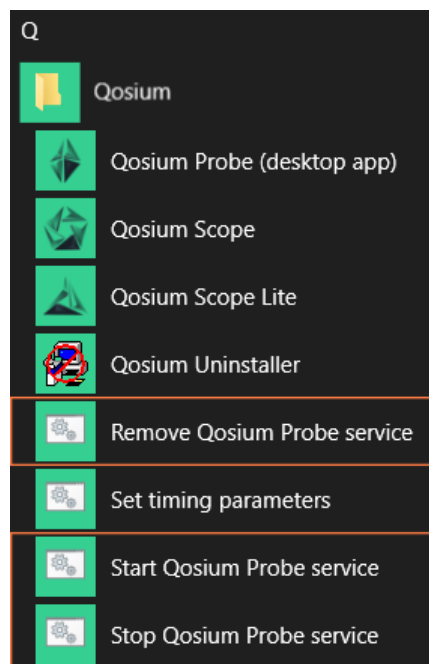 Q
Qosium
Qosium Probe (desktop app)
Qosium Scope
Qosium Scope Lite
Qosium Uninstaller
Remove Qosium Probe service
Set timing parameters
Start Qosium Probe service
Stop Qosium Probe service